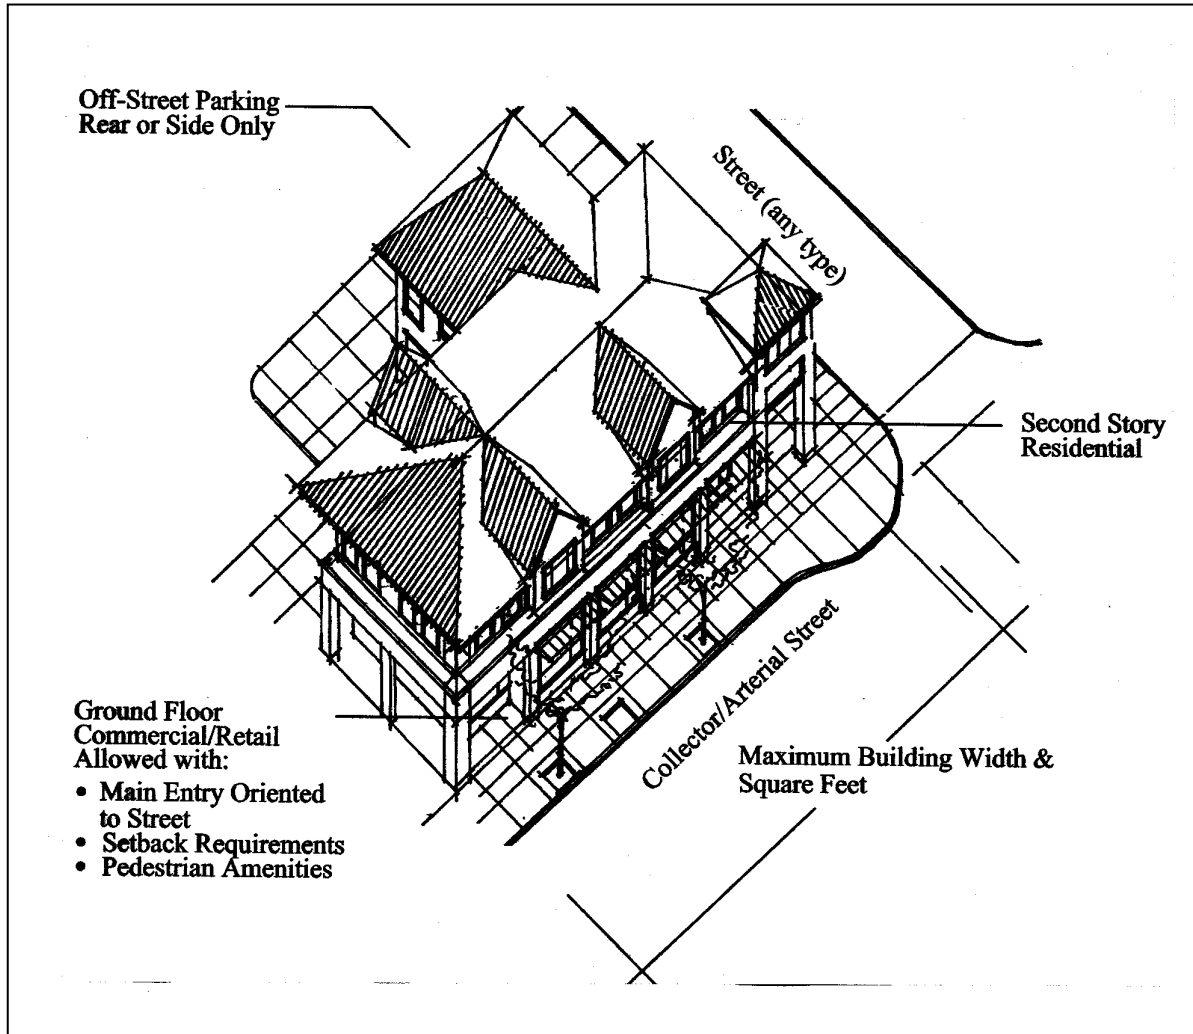 Off-Street Parking
Rear or Side Only
Street (any type)
Second Story
Residential
Ground Floor
Commercial/Retail
Allowed with:
• Main Entry Oriented
to Street
• Setback Requirements
• Pedestrian Amenities
Collector/Arterial Street
Maximum Building Width &
Square Feet